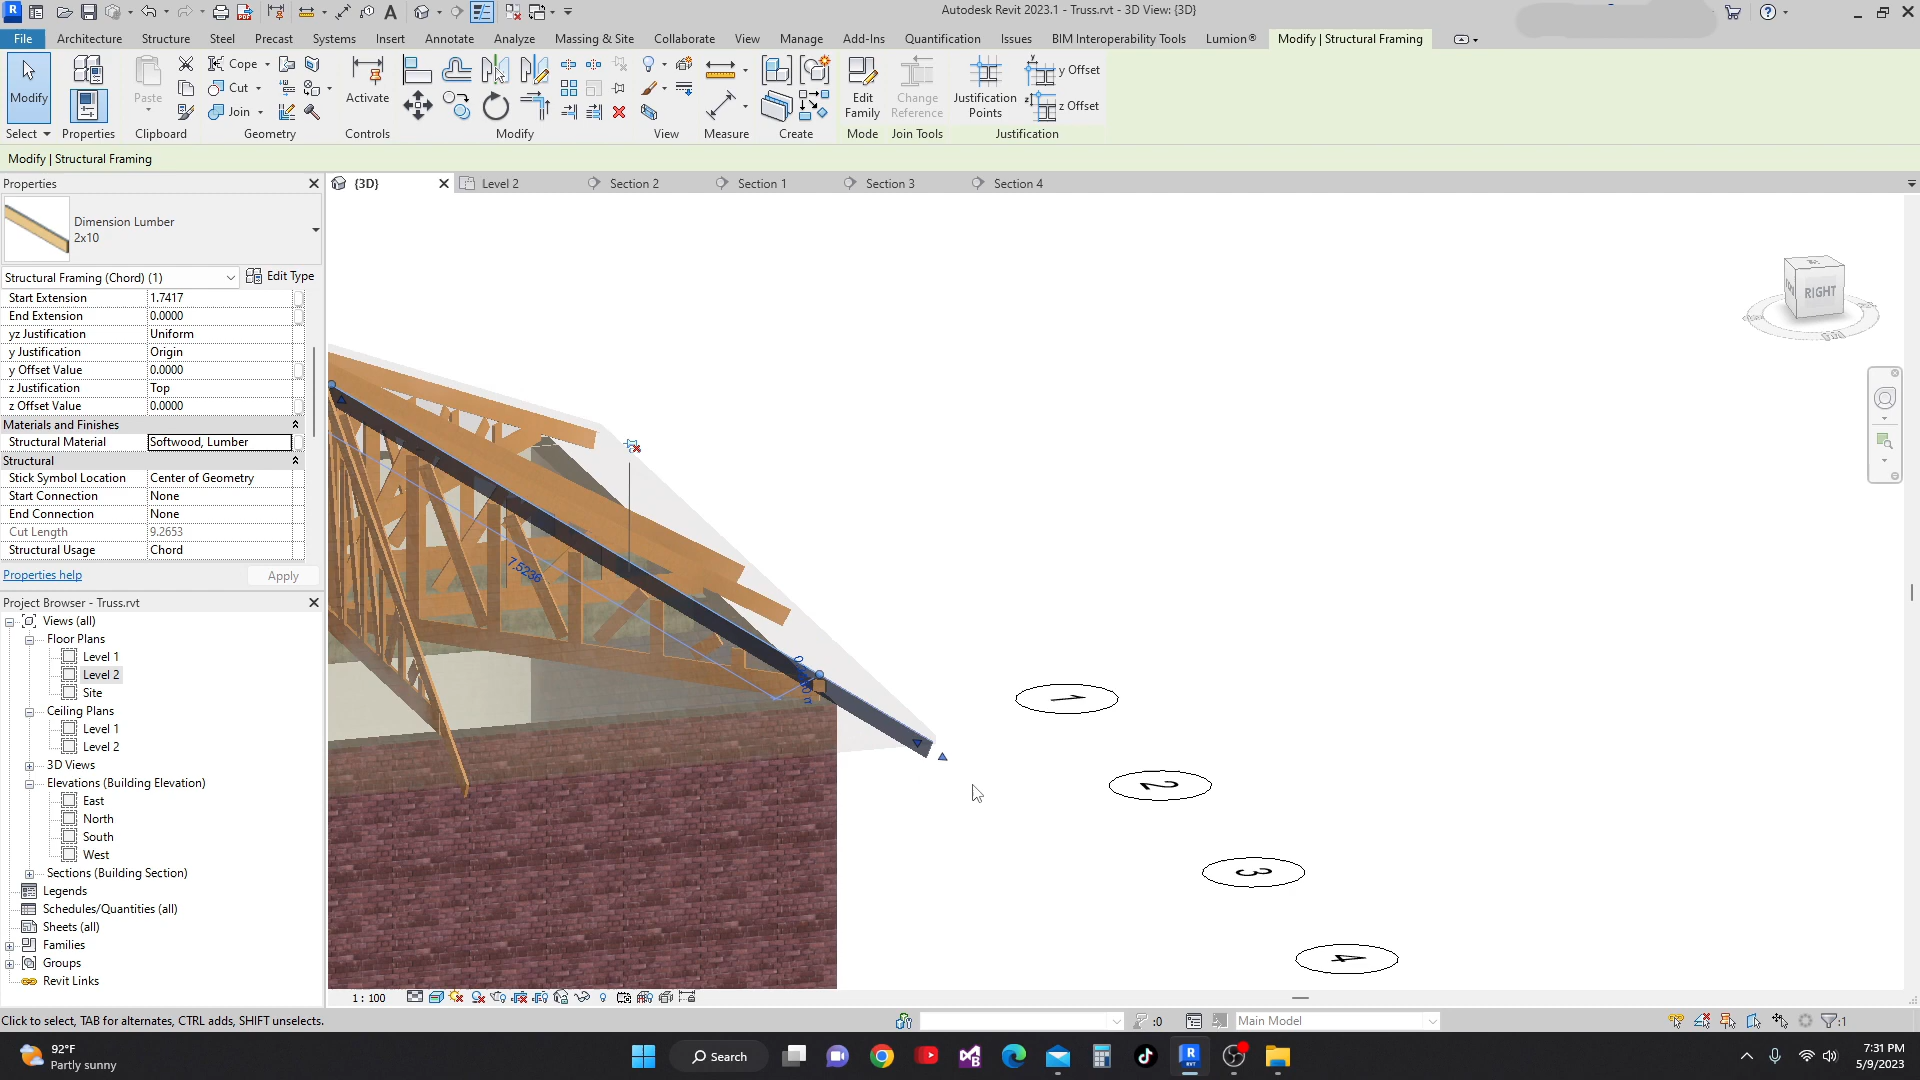 Autodesk Revit 2023.1 - Truss.rvt - 3D View: {3D}
File Architecture Structure Steel Precast Systems Insert Annotate Analyze Massing & Site Collaborate View Manage Add-Ins Quantification Issues BIM Interoperability Tools Lumion® Modify | Structural Framing
Modify
Paste
Cope
Cut
Join
Activate
Edit Family
Change Reference
Justification Points
y Offset
z Offset
Select Properties Clipboard Geometry Controls Modify View Measure Create Mode Join Tools Justification
Modify | Structural Framing
Properties
{3D} Level 2 Section 2 Section 1 Section 3 Section 4
Dimension Lumber
2x10
Structural Framing (Chord) (1) Edit Type
Start Extension 1.7417
End Extension 0.0000
yz Justification Uniform
y Justification Origin
y Offset Value 0.0000
z Justification Top
z Offset Value 0.0000
Materials and Finishes
Structural Material Softwood, Lumber
Structural
Stick Symbol Location Center of Geometry
Start Connection None
End Connection None
Cut Length 9.2653
Structural Usage Chord
Properties help Apply
Project Browser - Truss.rvt
Views (all)
Floor Plans
Level 1
Level 2
Site
Ceiling Plans
Level 1
Level 2
3D Views
Elevations (Building Elevation)
East
North
South
West
Sections (Building Section)
Legends
Schedules/Quantities (all)
Sheets (all)
Families
Groups
Revit Links
RIGHT
7.5236
1
2
3
4
1 : 100
Click to select, TAB for alternates, CTRL adds, SHIFT unselects.
:0
Main Model
:1
92°F
Partly sunny
Search
7:31 PM
5/9/2023